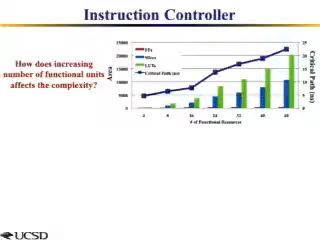 Instruction Controller
How does increasing
number of functional units
affects the complexity?
Area
25000
20000
15000
10000
5000
0
FFs
Wires
LUTs
Critical Path (ns)
25
20
15
10
5
0
Critical Path (ns)
4 8 16 24 32 40 48
# of Functional Resources
UCSD